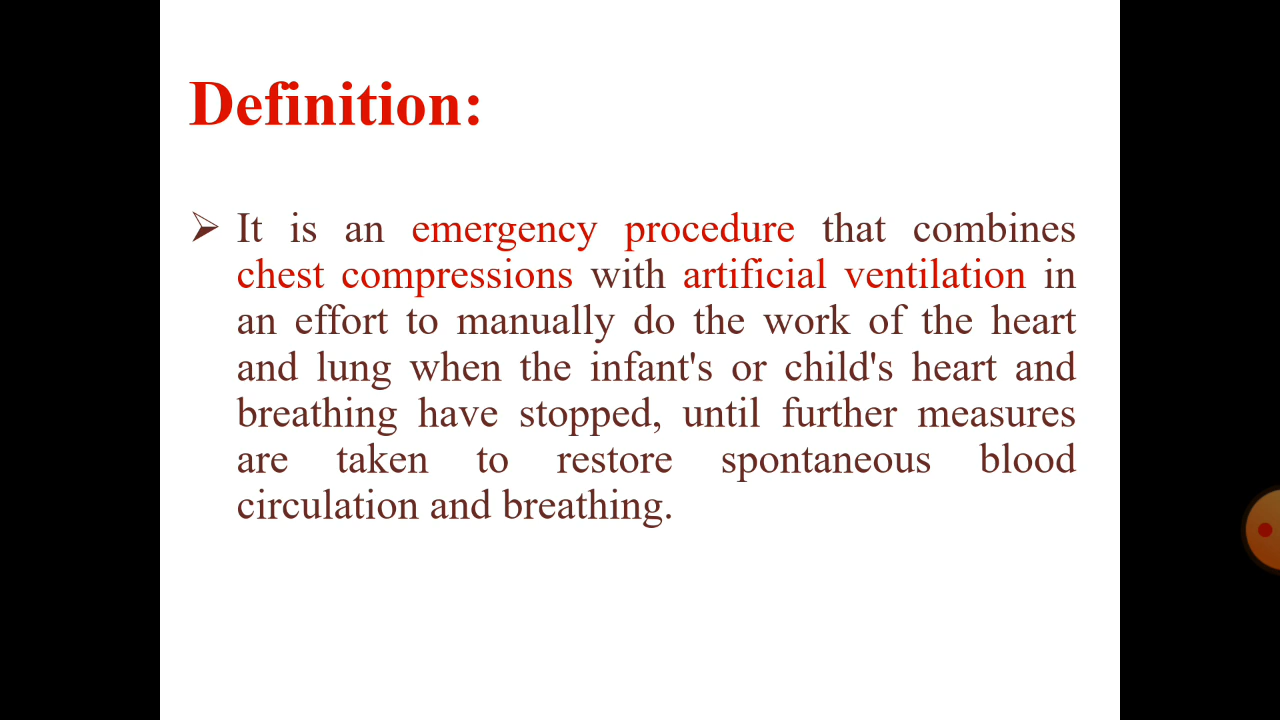 Definition:
It is an emergency procedure that combines
chest compressions with artificial ventilation in
an effort to manually do the work of the heart
and lung when the infant's or child's heart and
breathing have stopped, until further measures
are taken to restore spontaneous blood
circulation and breathing.